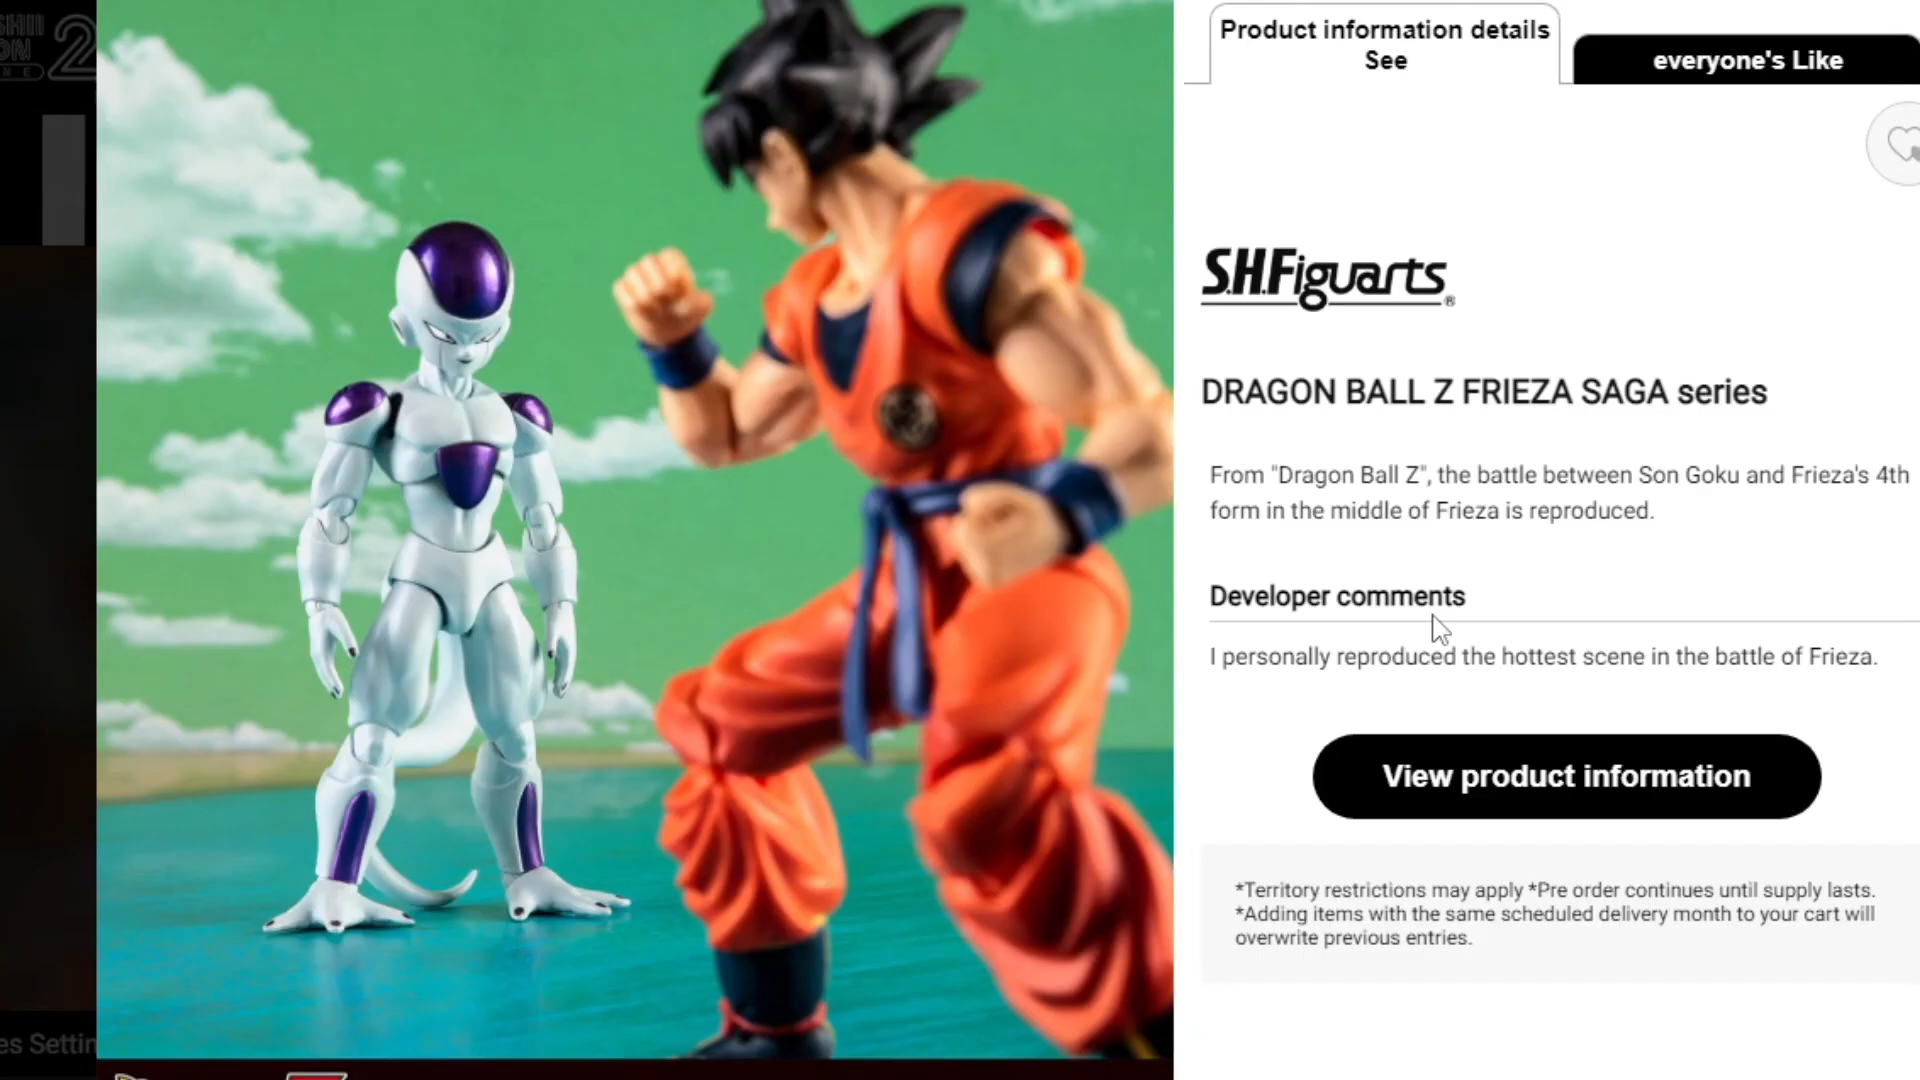 Product information details
See
everyone's Like
S.H.Figuarts
DRAGON BALL Z FRIEZA SAGA series
From "Dragon Ball Z", the battle between Son Goku and Frieza's 4th
form in the middle of Frieza is reproduced.
Developer comments
I personally reproduced the hottest scene in the battle of Frieza.
View product information
*Territory restrictions may apply *Pre order continues until supply lasts.
*Adding items with the same scheduled delivery month to your cart will
overwrite previous entries.
2
es Settin